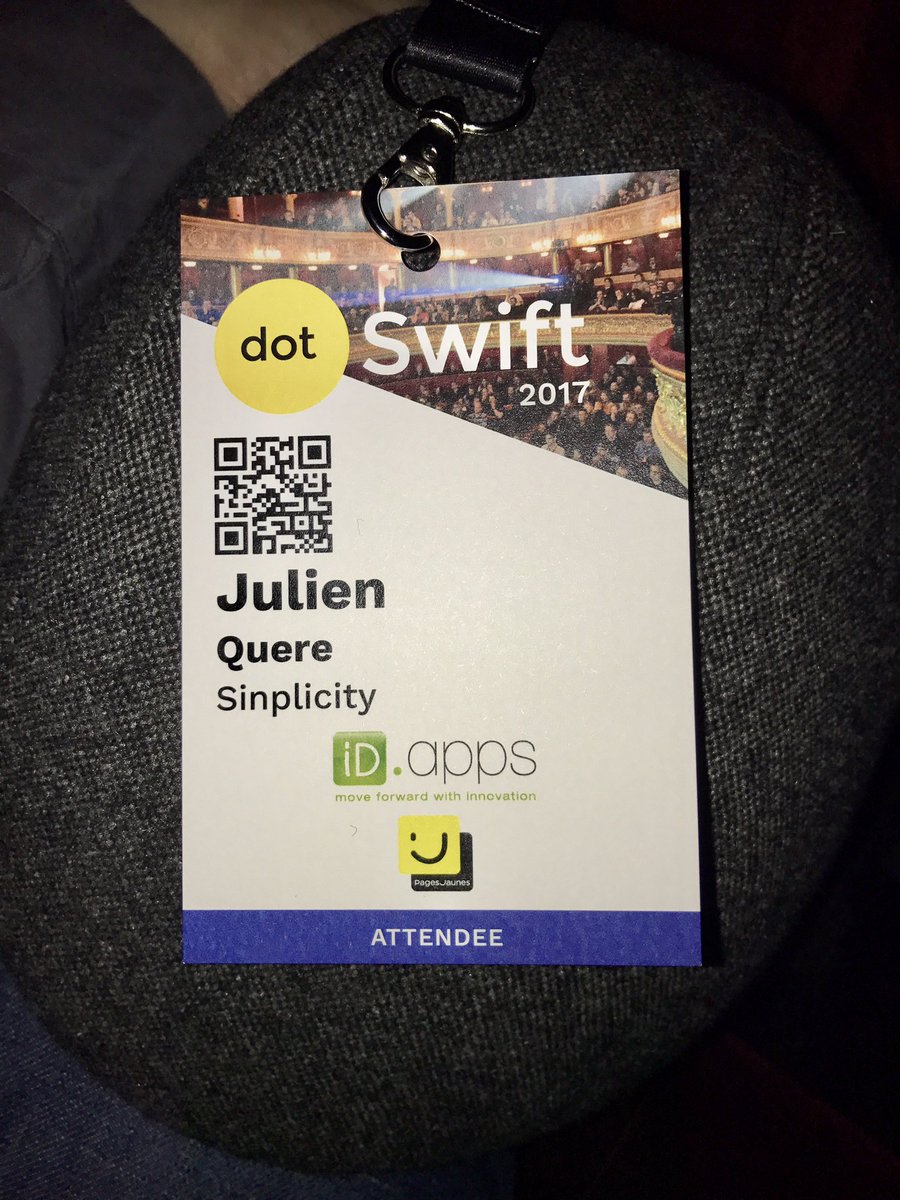 dot Swift
2017
Julien
Quere
Sinplicity
iD.apps
move forward with innovation
PagesJaunes
ATTENDEE